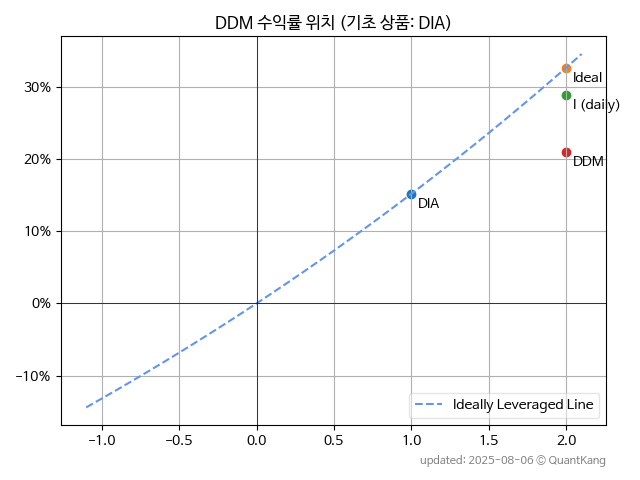 DDM 수익률 위치 (기초 상품: DIA)
30%
20%
10%
0%
−10%
Ideal
I (daily)
DDM
DIA
Ideally Leveraged Line
−1.0 −0.5 0.0 0.5 1.0 1.5 2.0
updated: 2025-08-06 © QuantKang